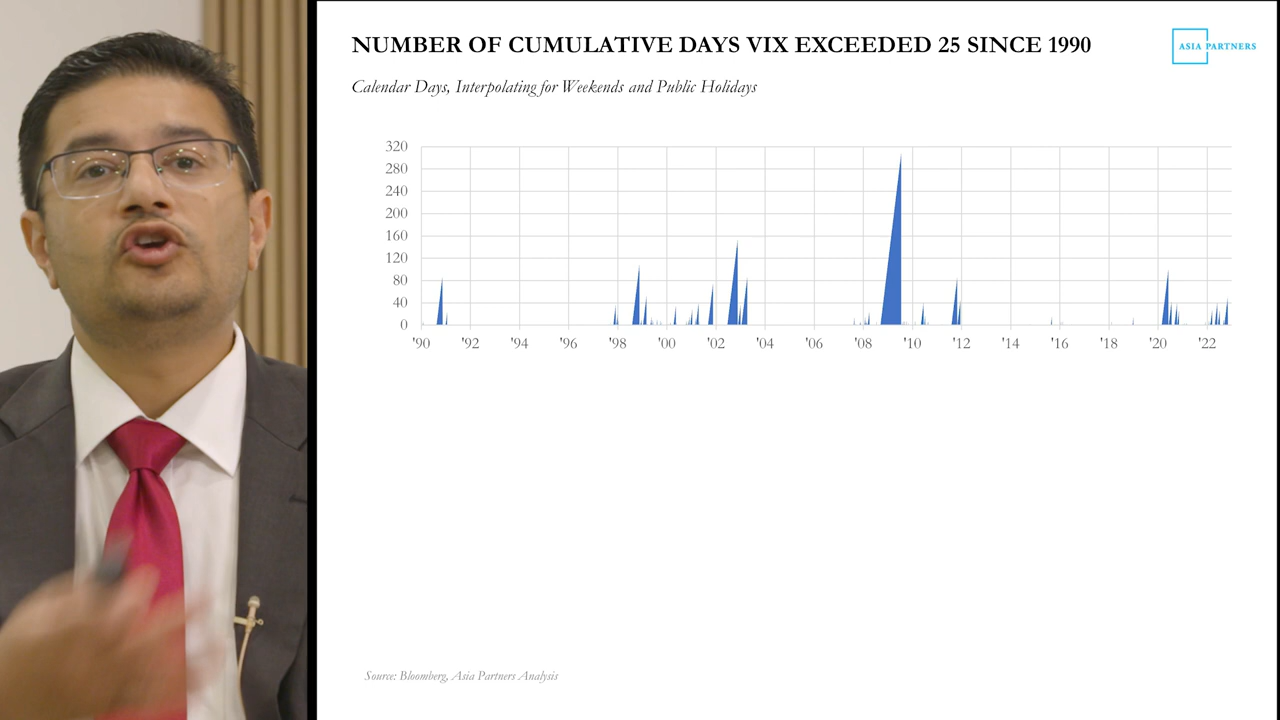 NUMBER OF CUMULATIVE DAYS VIX EXCEEDED 25 SINCE 1990
ASIA PARTNERS
Calendar Days, Interpolating for Weekends and Public Holidays
320
280
240
200
160
120
80
40
0
'90 '92 '94 '96 '98 '00 '02 '04 '06 '08 '10 '12 '14 '16 '18 '20 '22
Source: Bloomberg, Asia Partners Analysis